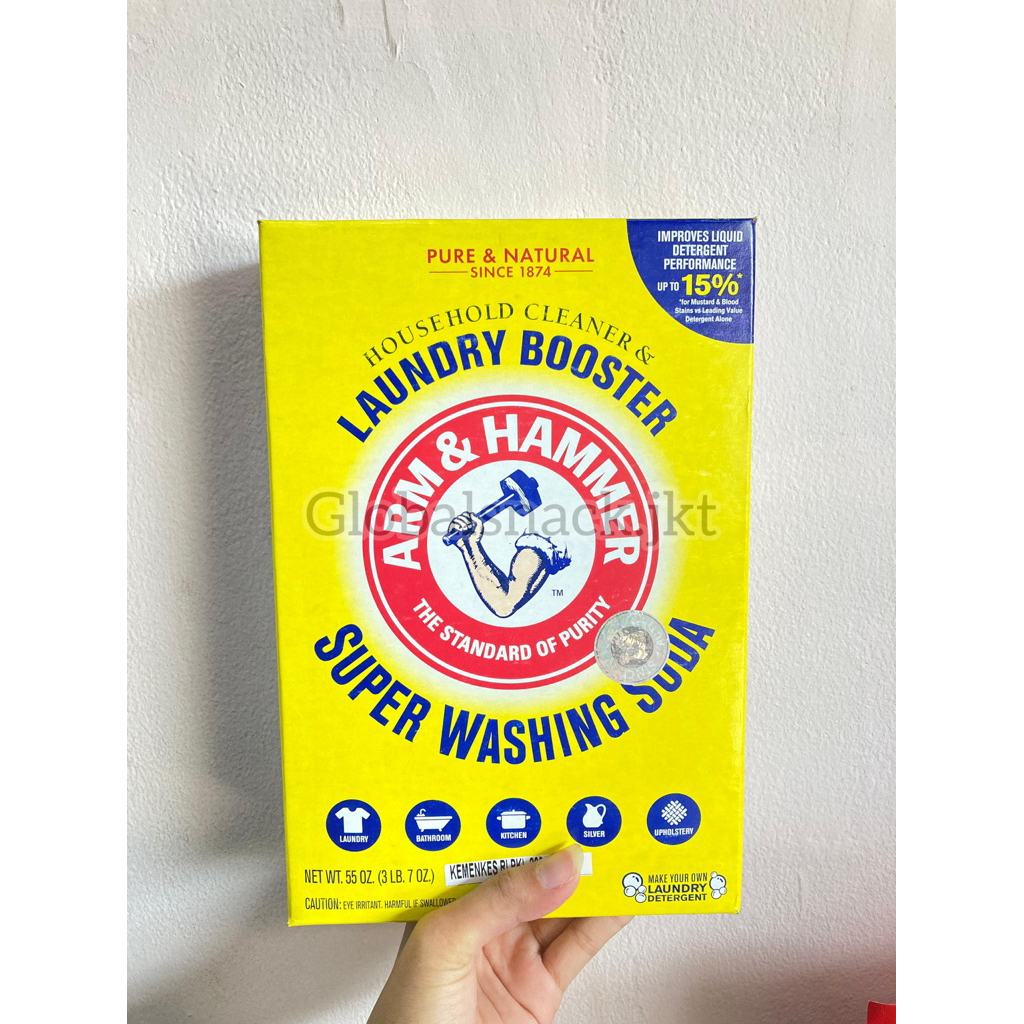 PURE & NATURAL
SINCE 1874
IMPROVES LIQUID
DETERGENT
PERFORMANCE
UP TO 15%*
*for Mustard & Blood
Stains vs Leading Value
Detergent Alone
HOUSEHOLD CLEANER &
LAUNDRY BOOSTER
ARM & HAMMER
THE STANDARD OF PURITY
TM
Globalsnackjkt
SUPER WASHING SODA
LAUNDRY
BATHROOM
KITCHEN
SILVER
UPHOLSTERY
NET WT. 55 OZ. (3 LB. 7 OZ.)
KEMENKES RI PKL
CAUTION: EYE IRRITANT. HARMFUL IF SWALLOWED
MAKE YOUR OWN
LAUNDRY
DETERGENT